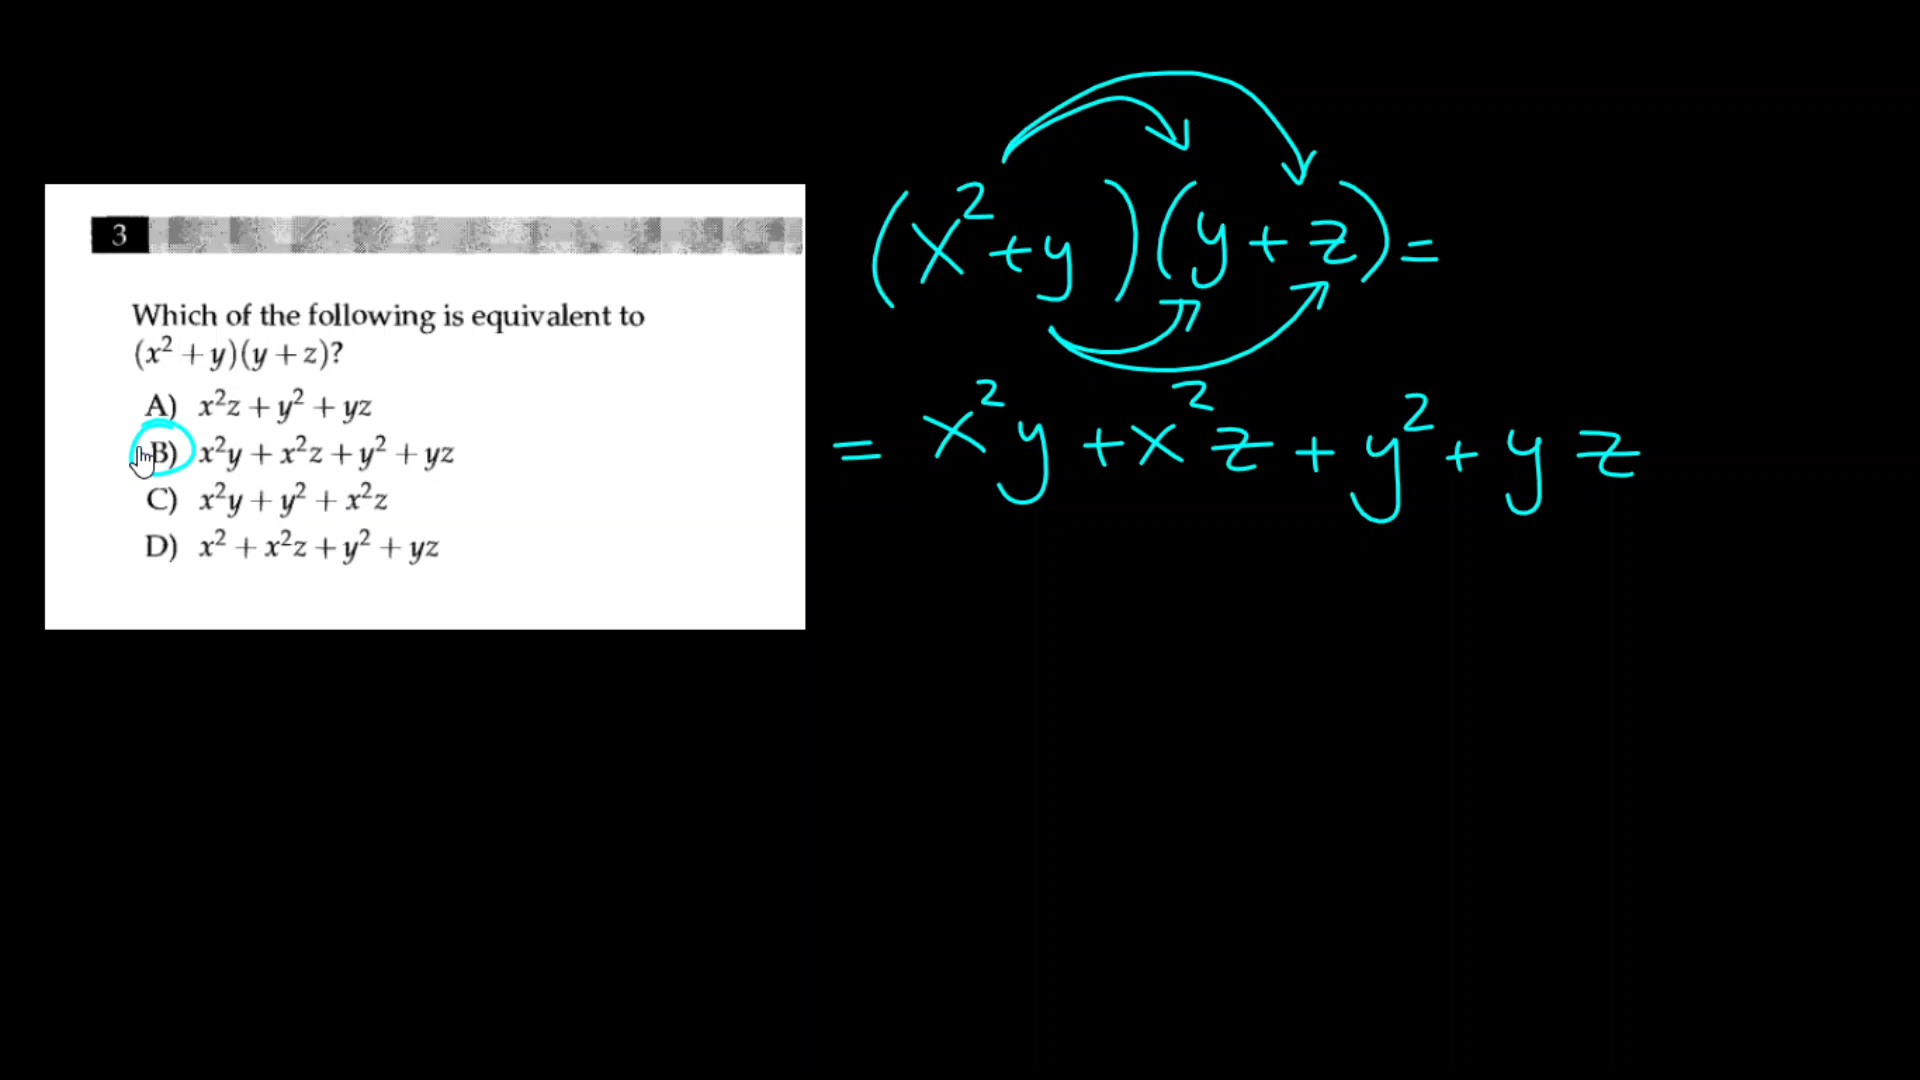 3
Which of the following is equivalent to
(x² + y)(y + z)?
A) x²z + y² + yz
B) x²y + x²z + y² + yz
C) x²y + y² + x²z
D) x² + x²z + y² + yz
(x² + y)(y + z) =
= x²y + x²z + y² + yz